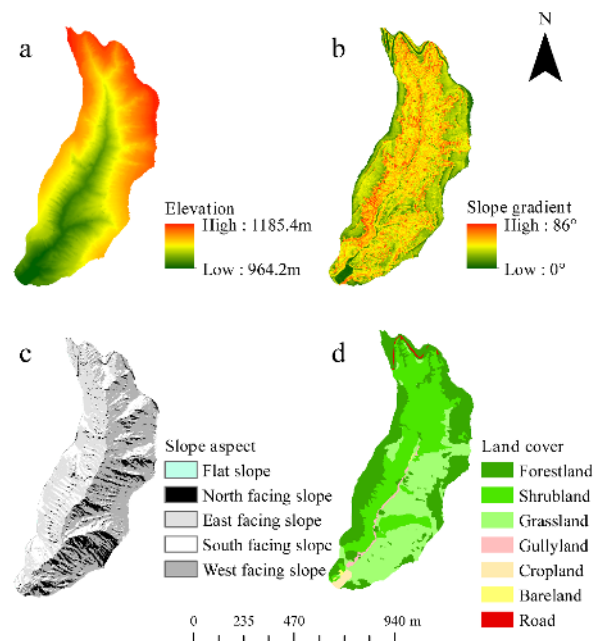 a
b
N
Elevation
High : 1185.4m
Low : 964.2m
Slope gradient
High : 86°
Low : 0°
c
d
Slope aspect
Flat slope
North facing slope
East facing slope
South facing slope
West facing slope
Land cover
Forestland
Shrubland
Grassland
Gullyland
Cropland
Bareland
Road
0 235 470 940 m